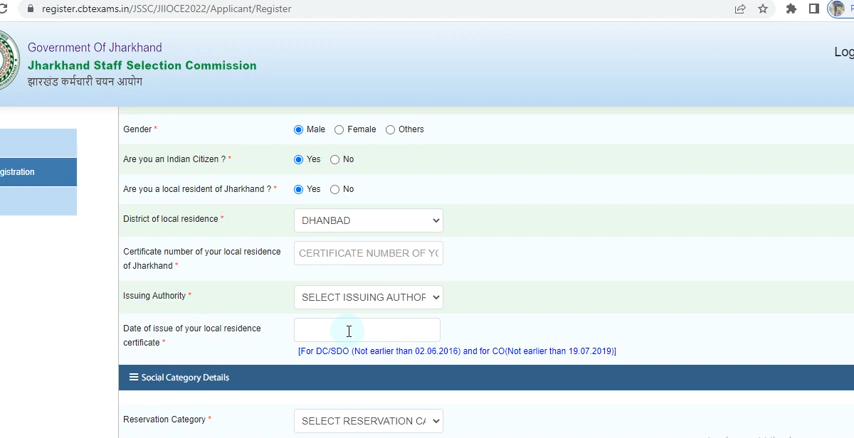 register.cbtexams.in/JSSC/JIIOCE2022/Applicant/Register
Government Of Jharkhand
Jharkhand Staff Selection Commission
झारखंड कर्मचारी चयन आयोग
Log
gistration
Gender * Male Female Others
Are you an Indian Citizen ? * Yes No
Are you a local resident of Jharkhand ? * Yes No
District of local residence * DHANBAD
Certificate number of your local residence of Jharkhand * CERTIFICATE NUMBER OF YO
Issuing Authority * SELECT ISSUING AUTHOR
Date of issue of your local residence certificate *
[For DC/SDO (Not earlier than 02.06.2016) and for CO(Not earlier than 19.07.2019)]
Social Category Details
Reservation Category * SELECT RESERVATION CA